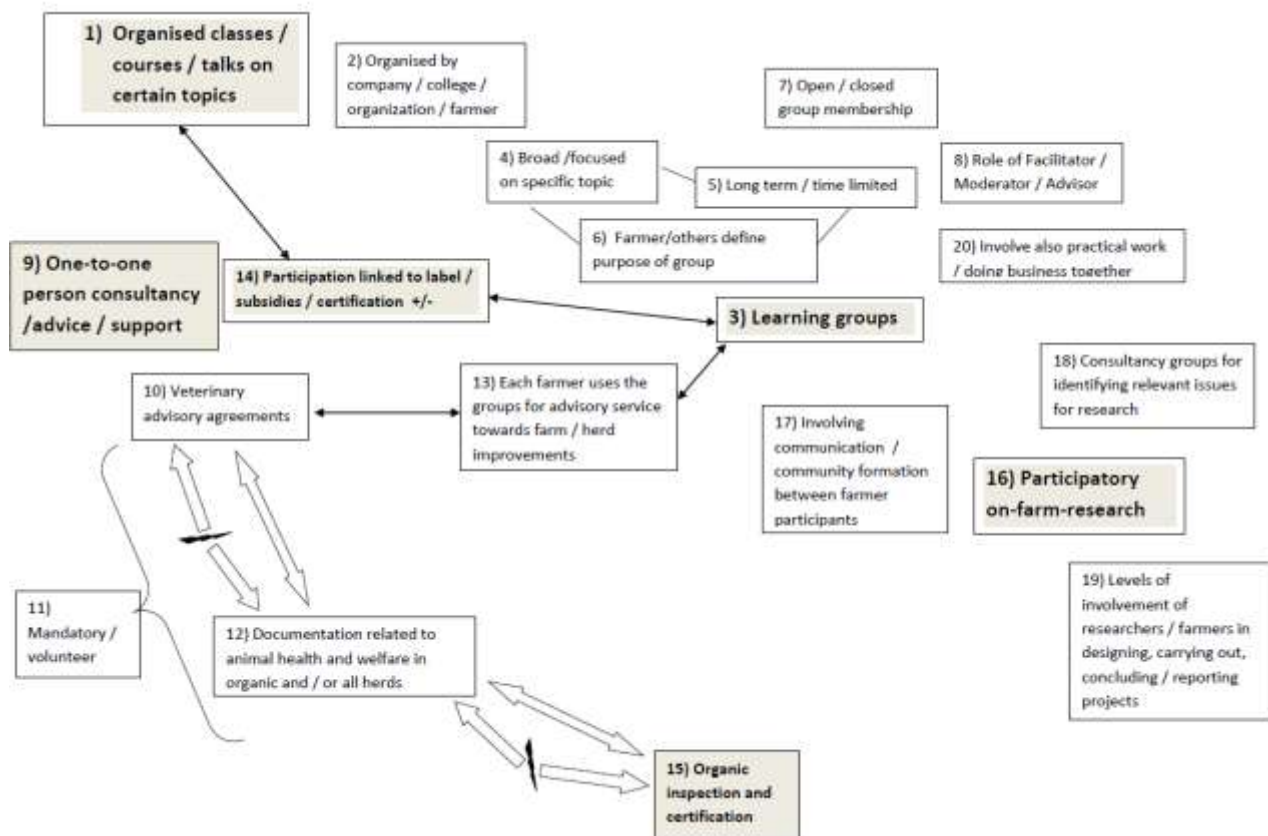 1) Organised classes /
courses / talks on
certain topics
2) Organised by
company / college /
organization / farmer
7) Open / closed
group membership
4) Broad /focused
on specific topic
5) Long term / time limited
8) Role of Facilitator /
Moderator / Advisor
6) Farmer/others define
purpose of group
20) Involve also practical work
/ doing business together
9) One-to-one
person consultancy
/advice / support
14) Participation linked to label /
subsidies / certification +/-
3) Learning groups
18) Consultancy groups for
identifying relevant issues
for research
10) Veterinary
advisory agreements
13) Each farmer uses the
groups for advisory service
towards farm / herd
improvements
17) Involving
communication /
community formation
between farmer
participants
16) Participatory
on-farm-research
11)
Mandatory /
volunteer
12) Documentation related to
animal health and welfare in
organic and / or all herds
19) Levels of
involvement of
researchers / farmers in
designing, carrying out,
concluding / reporting
projects
15) Organic
inspection and
certification